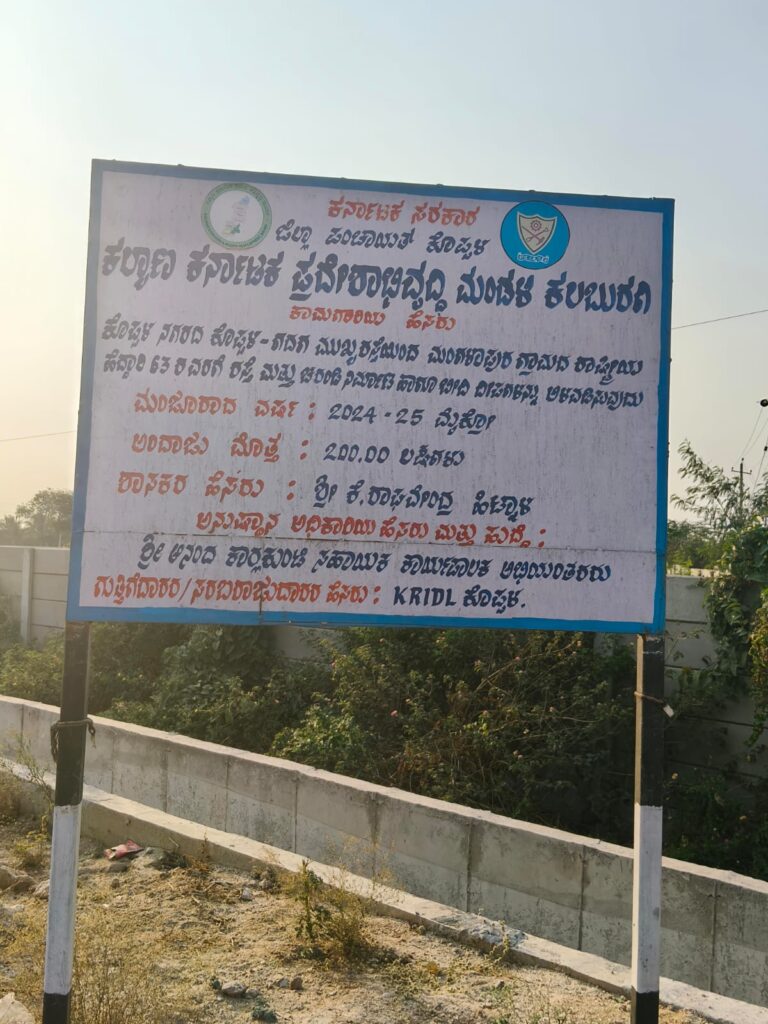 ಕರ್ನಾಟಕ ಸರಕಾರ
ಜಿಲ್ಲಾ ಪಂಚಾಯತ್ ಕೊಪ್ಪಳ
ಕಲ್ಯಾಣ ಕರ್ನಾಟಕ ಪ್ರದೇಶಾಭಿವೃದ್ಧಿ ಮಂಡಳಿ ಕಲಬುರಗಿ
ಕಾಮಗಾರಿಯ ಹೆಸರು
ಕೊಪ್ಪಳ ನಗರದ ಕೊಪ್ಪಳ-ಗದಗ ಮುಖ್ಯರಸ್ತೆಯಿಂದ ಮಂಗಳಾಪುರ ಗ್ರಾಮದ ರಾಷ್ಟ್ರೀಯ
ಹೆದ್ದಾರಿ 63 ರ ವರೆಗೆ ರಸ್ತೆ ಮತ್ತು ಚರಂಡಿ ನಿರ್ಮಾಣ ಹಾಗೂ ಬೀದಿ ದೀಪಗಳನ್ನು ಅಳವಡಿಸುವುದು
ಮಂಜೂರಾದ ವರ್ಷ : 2024-25 ಮೈಕ್ರೋ
ಅಂದಾಜು ಮೊತ್ತ : 200.00 ಲಕ್ಷಗಳು
ಶಾಸಕರ ಹೆಸರು : ಶ್ರೀ ಕೆ.ರಾಘವೇಂದ್ರ ಹಿಟ್ನಾಳ
ಅನುಷ್ಠಾನ ಅಧಿಕಾರಿಯ ಹೆಸರು ಮತ್ತು ಹುದ್ದೆ :
ಶ್ರೀ ಆನಂದ ಕಾರ್ಲಕುಂಟಿ ಸಹಾಯಕ ಕಾರ್ಯಪಾಲಕ ಅಭಿಯಂತರರು
ಗುತ್ತಿಗೆದಾರರ/ಸರಬರಾಜುದಾರರ ಹೆಸರು : KRIDL ಕೊಪ್ಪಳ.